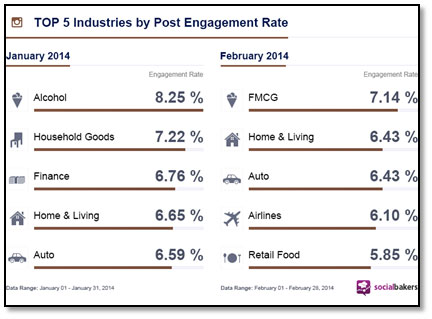 TOP 5 Industries by Post Engagement Rate
January 2014
Engagement Rate
Alcohol 8.25 %
Household Goods 7.22 %
Finance 6.76 %
Home & Living 6.65 %
Auto 6.59 %
Data Range: January 01 - January 31, 2014
February 2014
Engagement Rate
FMCG 7.14 %
Home & Living 6.43 %
Auto 6.43 %
Airlines 6.10 %
Retail Food 5.85 %
Data Range: February 01 - February 28, 2014
socialbakers